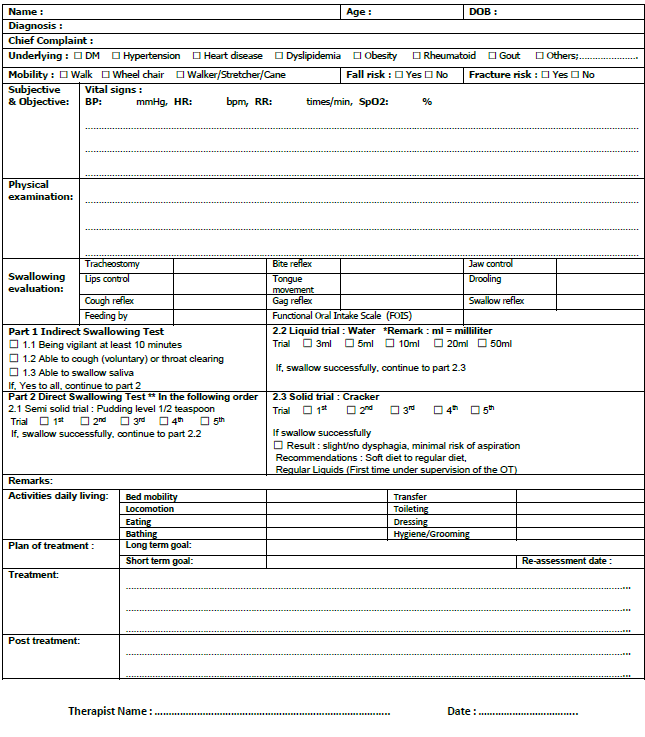 Name :	Age :	DOB :
Diagnosis :
Chief Complaint :
Underlying : ☐ DM ☐ Hypertension ☐ Heart disease ☐ Dyslipidemia ☐ Obesity ☐ Rheumatoid ☐ Gout ☐ Others;......................
Mobility : ☐ Walk ☐ Wheel chair ☐ Walker/Stretcher/Cane	Fall risk : ☐ Yes ☐ No	Fracture risk : ☐ Yes ☐ No
Subjective & Objective:
Vital signs :
BP: mmHg, HR: bpm, RR: times/min, SpO2: %
Physical examination:
Swallowing evaluation:
Tracheostomy	Bite reflex	Jaw control
Lips control	Tongue movement	Drooling
Cough reflex	Gag reflex	Swallow reflex
Feeding by	Functional Oral Intake Scale (FOIS)
Part 1 Indirect Swallowing Test
☐ 1.1 Being vigilant at least 10 minutes
☐ 1.2 Able to cough (voluntary) or throat clearing
☐ 1.3 Able to swallow saliva
If, Yes to all, continue to part 2
2.2 Liquid trial : Water *Remark : ml = milliliter
Trial ☐ 3ml ☐ 5ml ☐ 10ml ☐ 20ml ☐ 50ml
If, swallow successfully, continue to part 2.3
Part 2 Direct Swallowing Test ** In the following order
2.1 Semi solid trial : Pudding level 1/2 teaspoon
Trial ☐ 1st ☐ 2nd ☐ 3rd ☐ 4th ☐ 5th
If, swallow successfully, continue to part 2.2
2.3 Solid trial : Cracker
Trial ☐ 1st ☐ 2nd ☐ 3rd ☐ 4th ☐ 5th
If swallow successfully
☐ Result : slight/no dysphagia, minimal risk of aspiration
Recommendations : Soft diet to regular diet,
Regular Liquids (First time under supervision of the OT)
Remarks:
Activities daily living:
Bed mobility	Transfer
Locomotion	Toileting
Eating	Dressing
Bathing	Hygiene/Grooming
Plan of treatment :
Long term goal:
Short term goal:	Re-assessment date :
Treatment:
Post treatment:
Therapist Name : ................................................................................	Date : ..................................